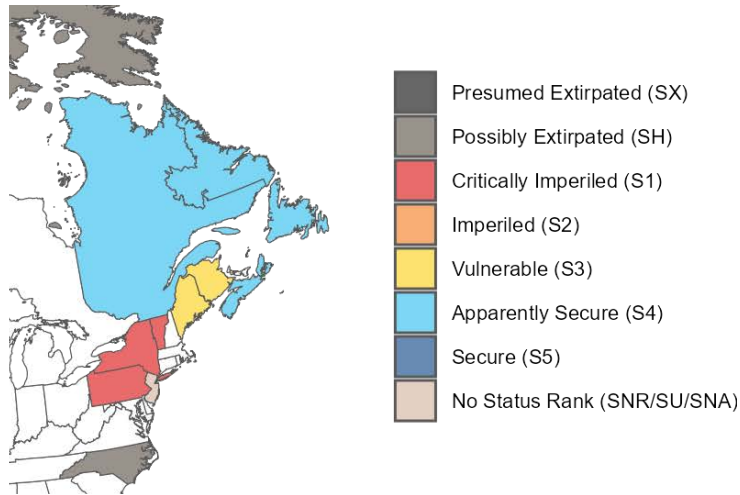 Presumed Extirpated (SX)
Possibly Extirpated (SH)
Critically Imperiled (S1)
Imperiled (S2)
Vulnerable (S3)
Apparently Secure (S4)
Secure (S5)
No Status Rank (SNR/SU/SNA)